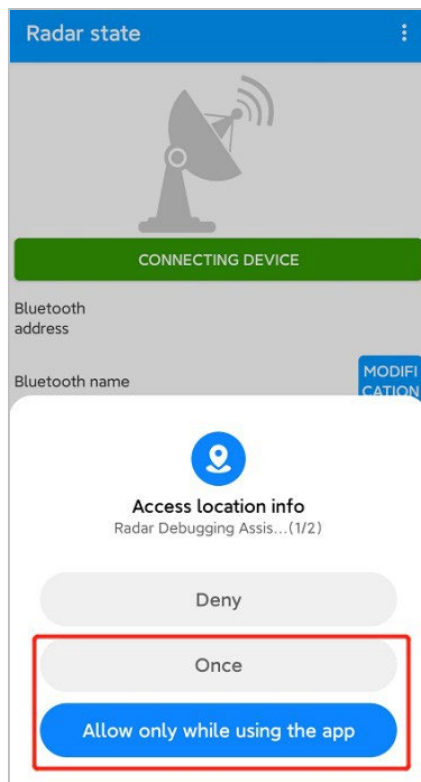 Radar state
CONNECTING DEVICE
Bluetooth
address
Bluetooth name
MODIFI
CATION
Access location info
Radar Debugging Assis...(1/2)
Deny
Once
Allow only while using the app